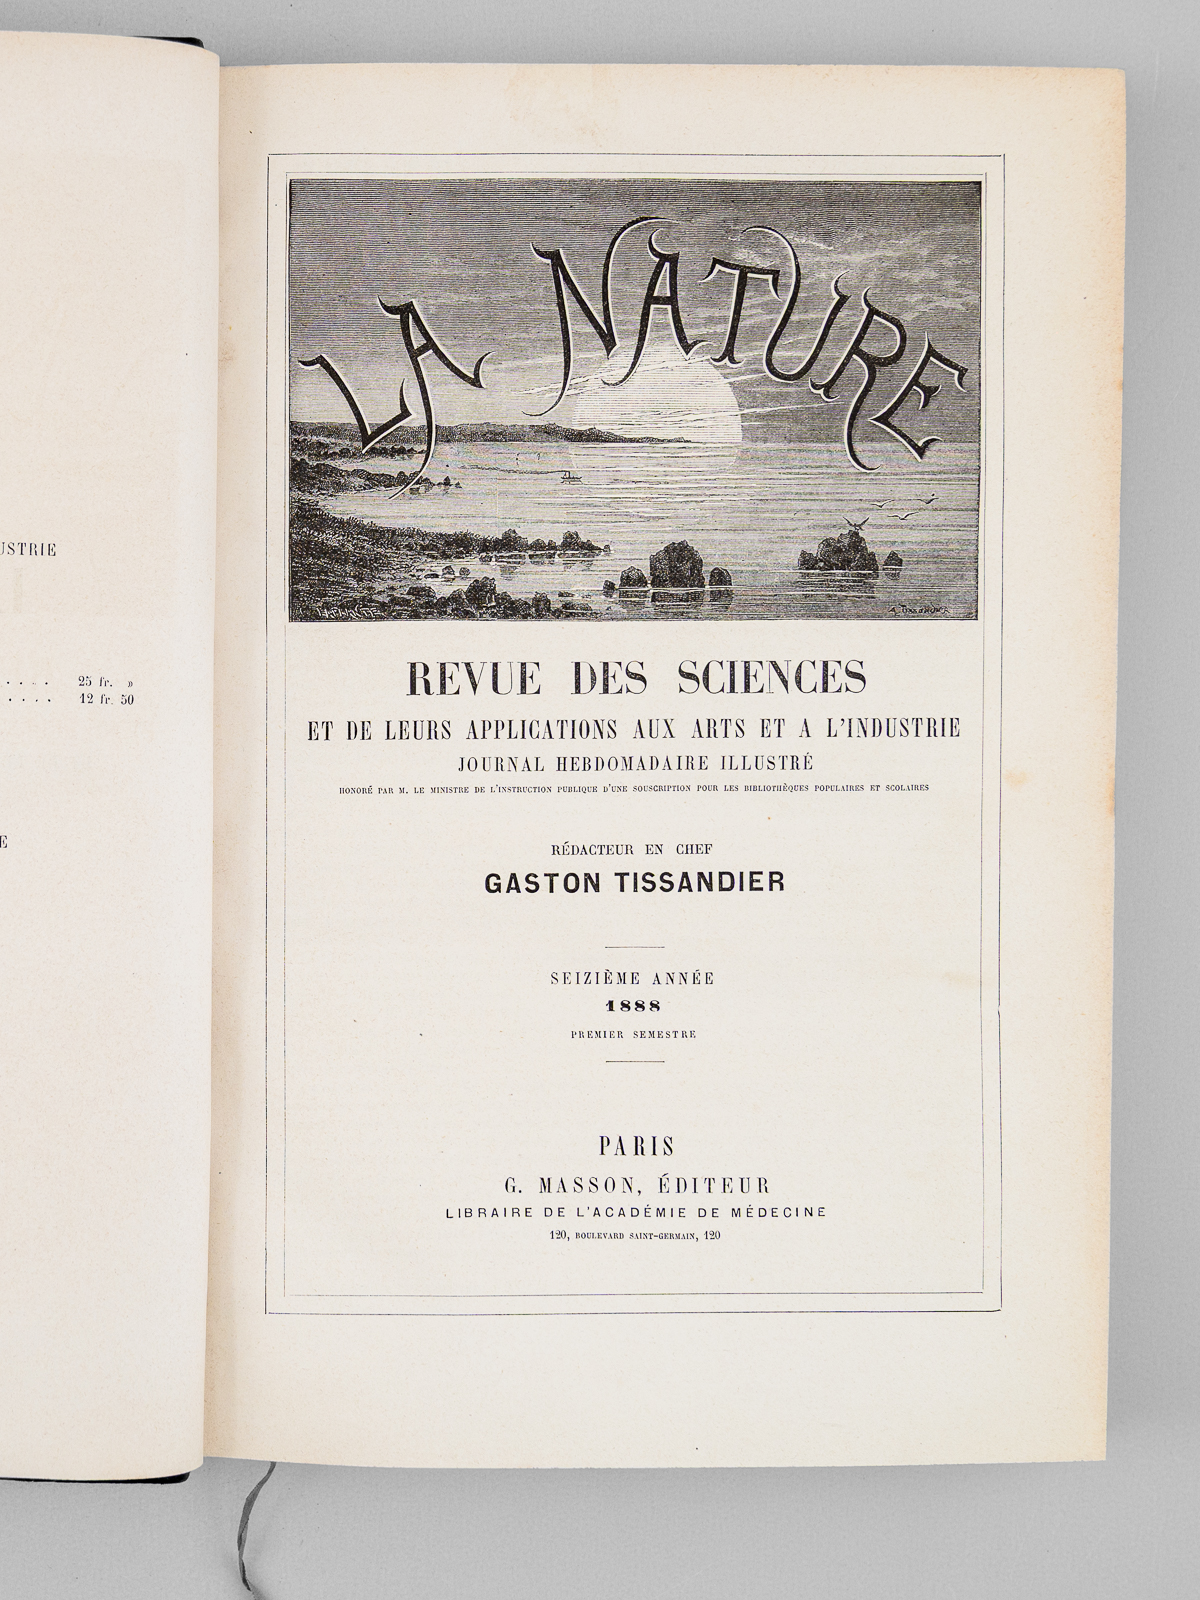 USTRIE
. . . . 25 fr. »
. . . . 12 fr. 50
E
LA NATURE
REVUE DES SCIENCES
ET DE LEURS APPLICATIONS AUX ARTS ET A L'INDUSTRIE
JOURNAL HEBDOMADAIRE ILLUSTRÉ
HONORÉ PAR M. LE MINISTRE DE L'INSTRUCTION PUBLIQUE D'UNE SOUSCRIPTION POUR LES BIBLIOTHÈQUES POPULAIRES ET SCOLAIRES
RÉDACTEUR EN CHEF
GASTON TISSANDIER
SEIZIÈME ANNÉE
1888
PREMIER SEMESTRE
PARIS
G. MASSON, ÉDITEUR
LIBRAIRE DE L'ACADÉMIE DE MÉDECINE
120, BOULEVARD SAINT-GERMAIN, 120